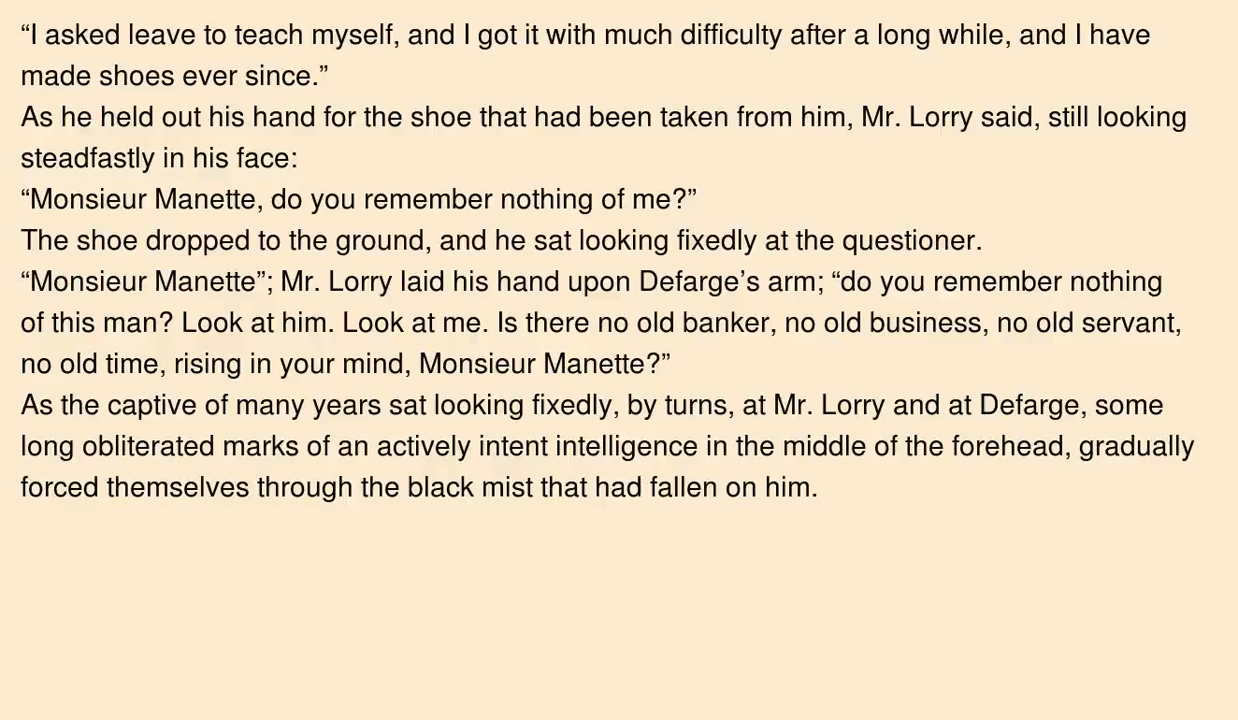 “I asked leave to teach myself, and I got it with much difficulty after a long while, and I have
made shoes ever since.”
As he held out his hand for the shoe that had been taken from him, Mr. Lorry said, still looking
steadfastly in his face:
“Monsieur Manette, do you remember nothing of me?”
The shoe dropped to the ground, and he sat looking fixedly at the questioner.
“Monsieur Manette”; Mr. Lorry laid his hand upon Defarge’s arm; “do you remember nothing
of this man? Look at him. Look at me. Is there no old banker, no old business, no old servant,
no old time, rising in your mind, Monsieur Manette?”
As the captive of many years sat looking fixedly, by turns, at Mr. Lorry and at Defarge, some
long obliterated marks of an actively intent intelligence in the middle of the forehead, gradually
forced themselves through the black mist that had fallen on him.